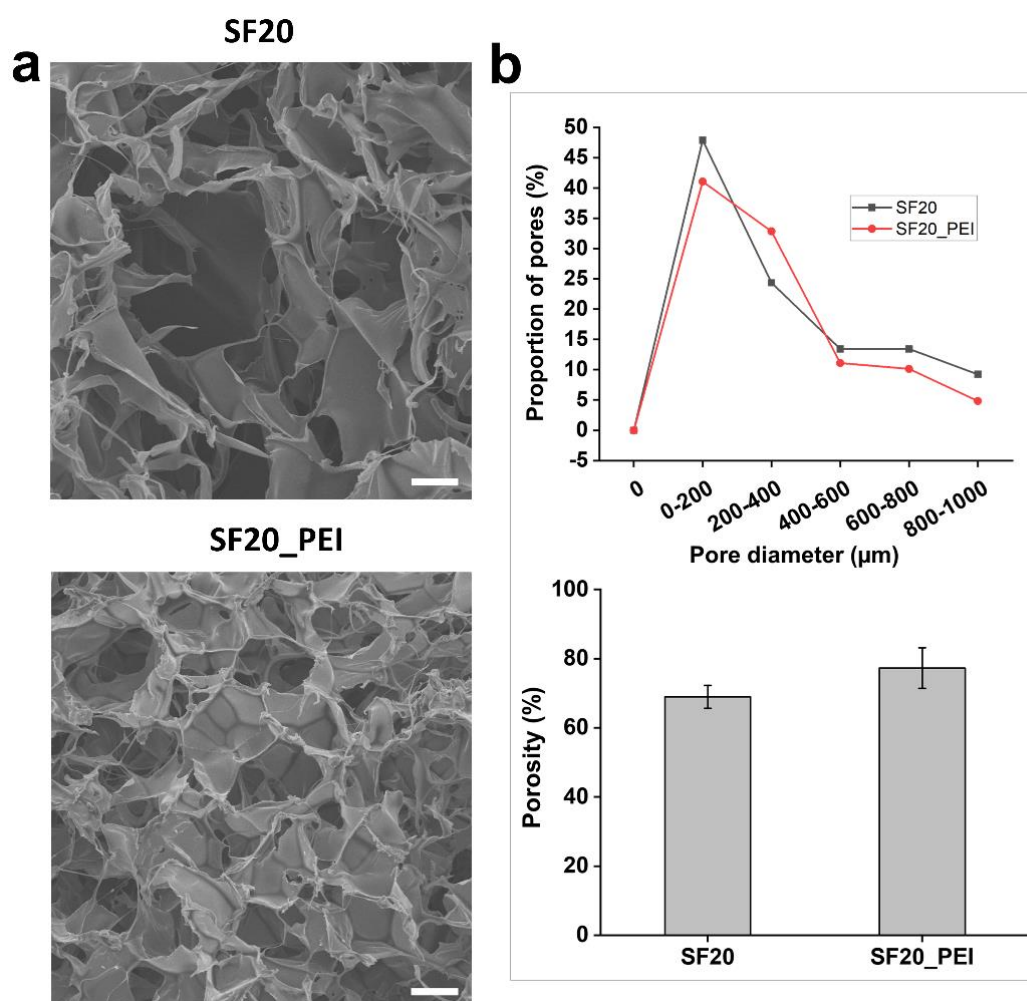 SF20
a
SF20_PEI
b
50
45
40
35
30
25
20
15
10
5
0
-5
Proportion of pores (%)
SF20
SF20_PEI
0
0-200
200-400
400-600
600-800
800-1000
Pore diameter (µm)
100
80
60
40
20
0
Porosity (%)
SF20
SF20_PEI